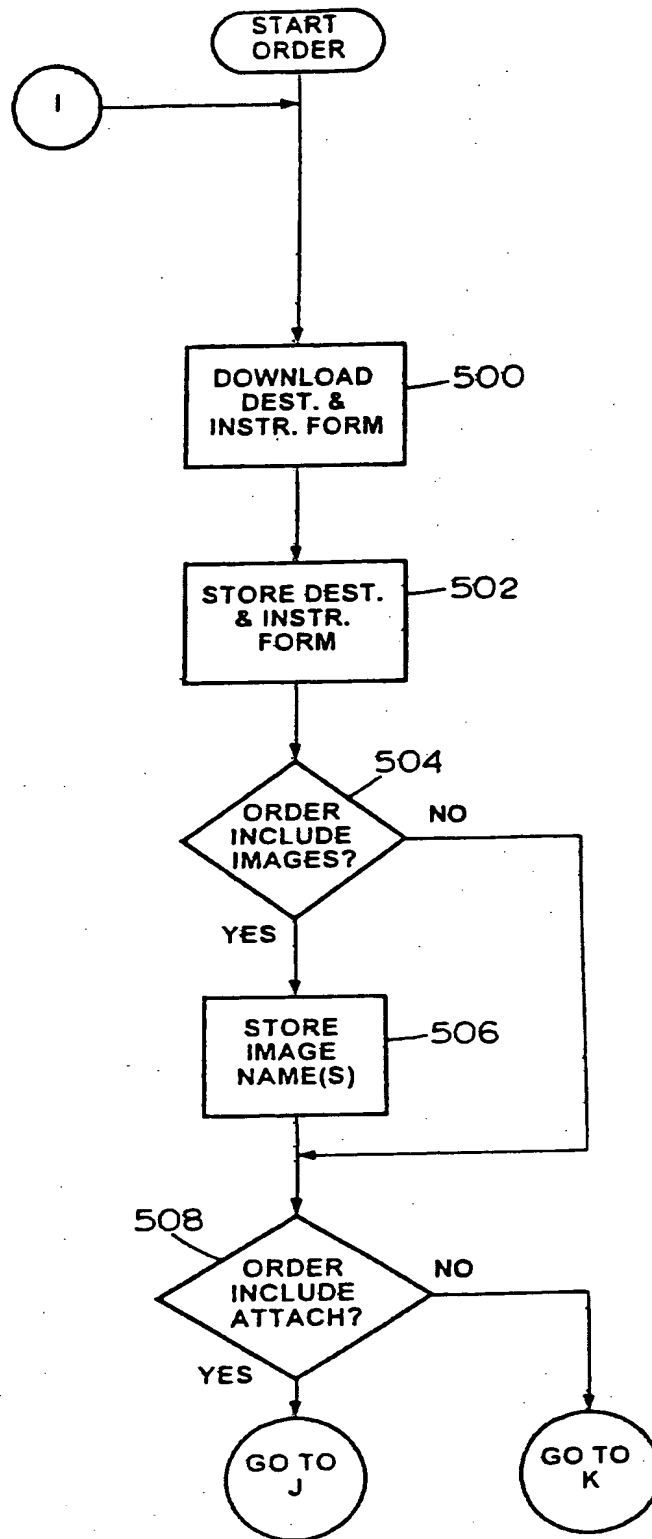 START
ORDER
I
DOWNLOAD
DEST. &
INSTR. FORM
500
STORE DEST.
& INSTR.
FORM
502
504
ORDER
INCLUDE
IMAGES?
NO
YES
STORE
IMAGE
NAME(S)
506
508
ORDER
INCLUDE
ATTACH?
NO
YES
GO TO
J
GO TO
K